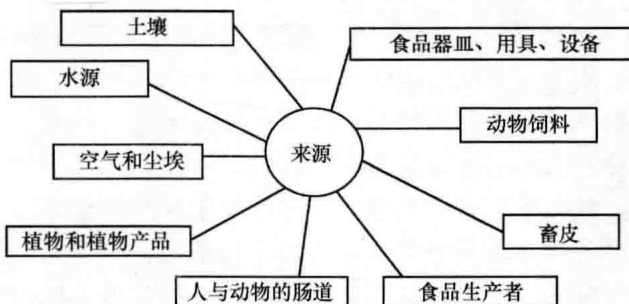 土壤
食品器皿、用具、设备
水源
动物饲料
来源
空气和尘埃
植物和植物产品
畜皮
人与动物的肠道
食品生产者